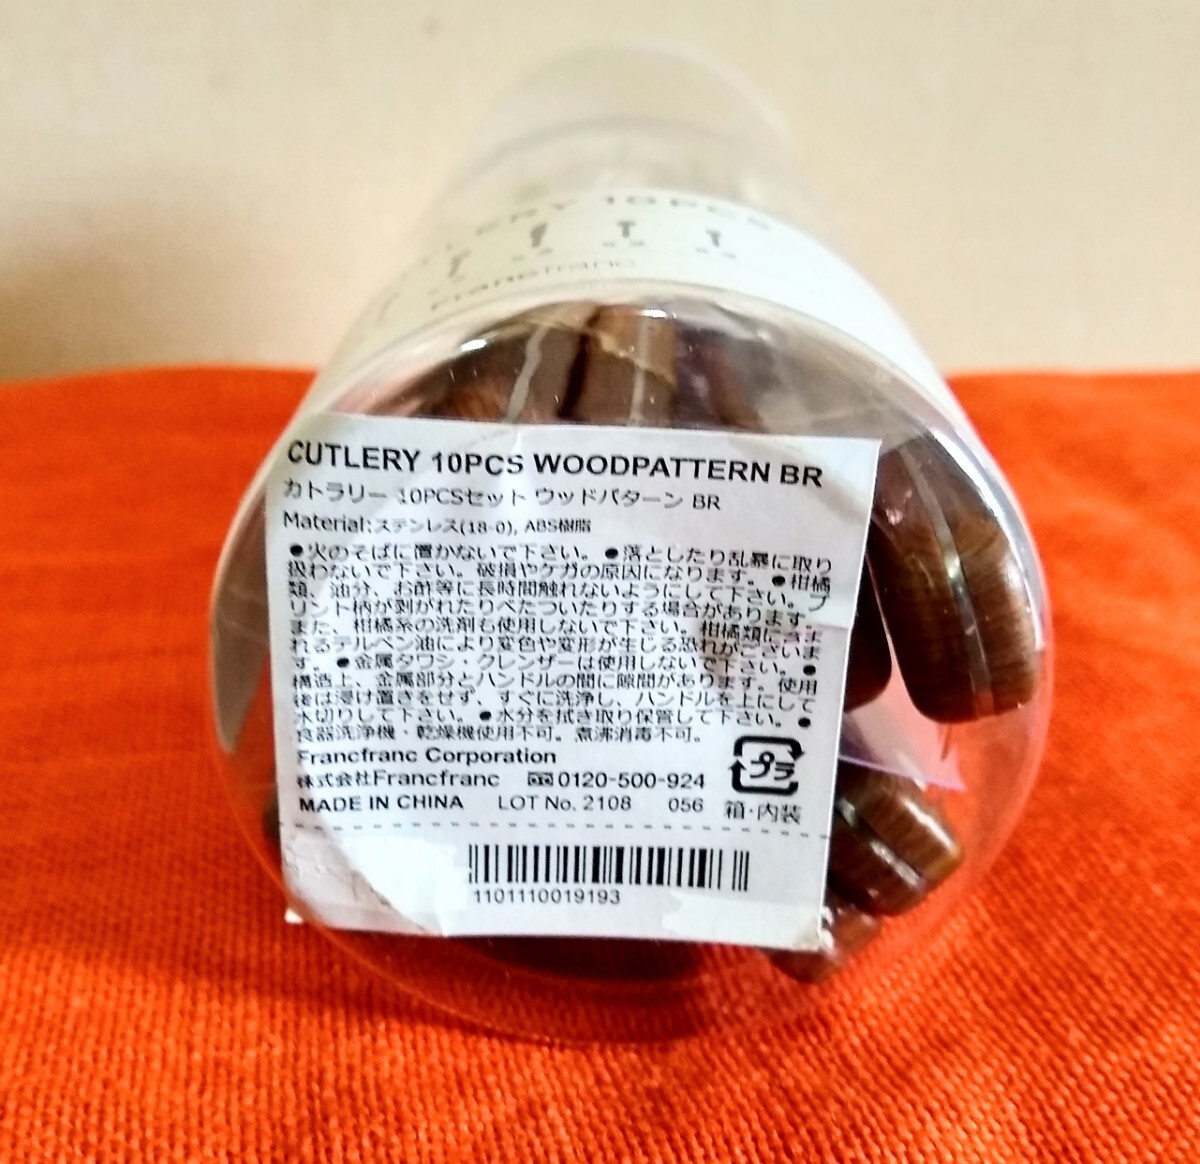 10PCS
Francfranc
CUTLERY 10PCS WOODPATTERN BR
カトラリー 10PCSセット ウッドパターン BR
Material:ステンレス(18-0), ABS樹脂
●火のそばに置かないで下さい。●落としたり乱暴に取り
扱わないで下さい。破損やケガの原因になります。●柑橘
類、油分、お酢等に長時間触れないようにして下さい。プ
リント柄が剥がれたりべたついたりする場合があります。
また、柑橘系の洗剤も使用しないで下さい。柑橘類に含ま
れるテルペン油により変色や変形が生じる恐れがございま
す。●金属タワシ・クレンザーは使用しないで下さい。●
構造上、金属部分とハンドルの間に隙間があります。使用
後は浸け置きをせず、すぐに洗浄し、ハンドルを上にして
水切りして下さい。●水分を拭き取り保管して下さい。●
食器洗浄機・乾燥機使用不可。煮沸消毒不可。
Francfranc Corporation
株式会社Francfranc 0120-500-924
MADE IN CHINA LOT No. 2108 056
プラ
箱・内装
1101110019193